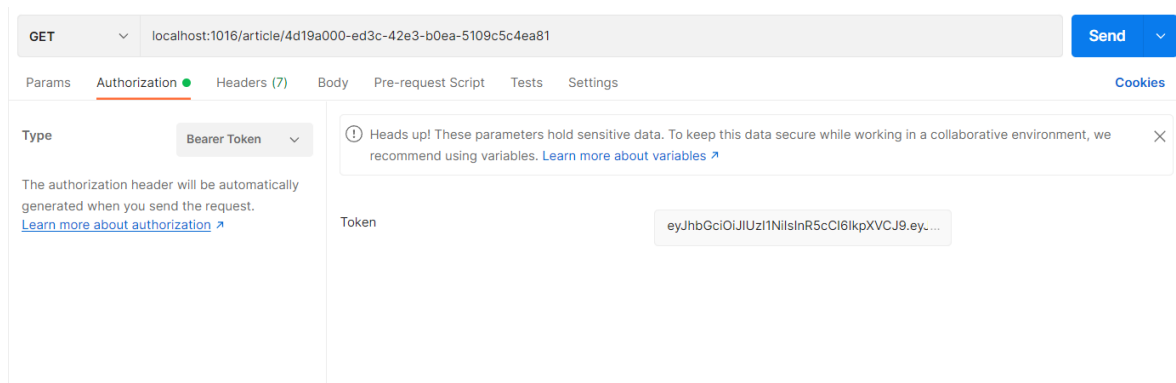 GET localhost:1016/article/4d19a000-ed3c-42e3-b0ea-5109c5c4ea81 Send
Params Authorization Headers (7) Body Pre-request Script Tests Settings Cookies
Type Bearer Token
The authorization header will be automatically
generated when you send the request.
Learn more about authorization ↗
Heads up! These parameters hold sensitive data. To keep this data secure while working in a collaborative environment, we
recommend using variables. Learn more about variables ↗
Token eyJhbGciOiJIUzI1NiIsInR5cCI6IkpXVCJ9.ey...